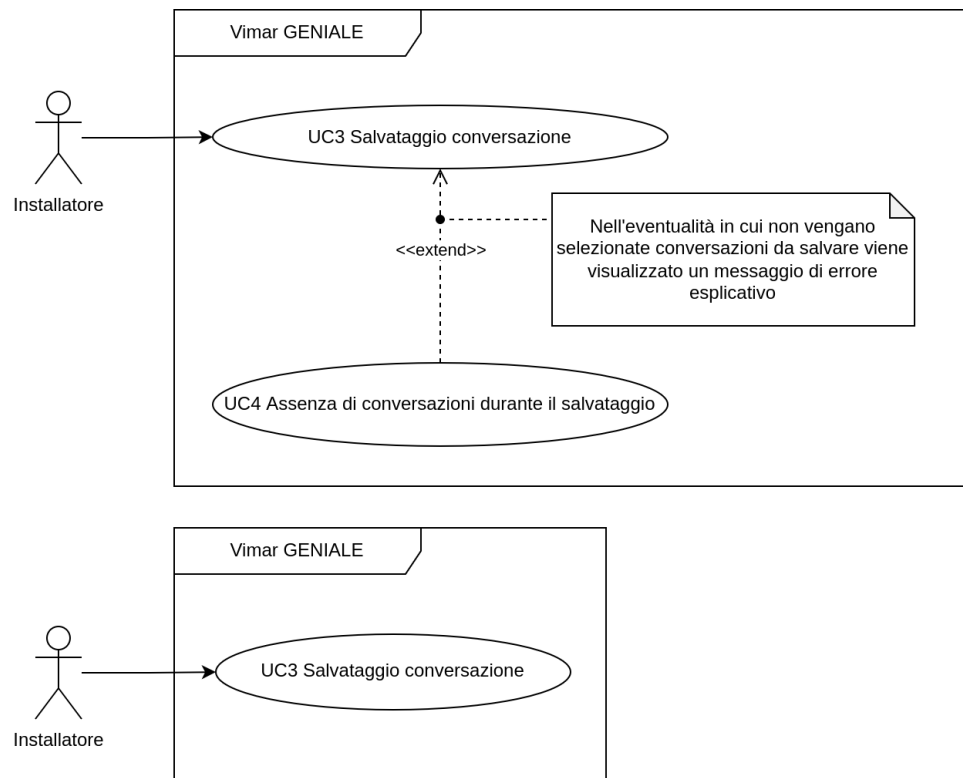 Vimar GENIALE
UC3 Salvataggio conversazione
Installatore
Nell'eventualità in cui non vengano
selezionate conversazioni da salvare viene
visualizzato un messaggio di errore
esplicativo
<<extend>>
UC4 Assenza di conversazioni durante il salvataggio
Vimar GENIALE
UC3 Salvataggio conversazione
Installatore